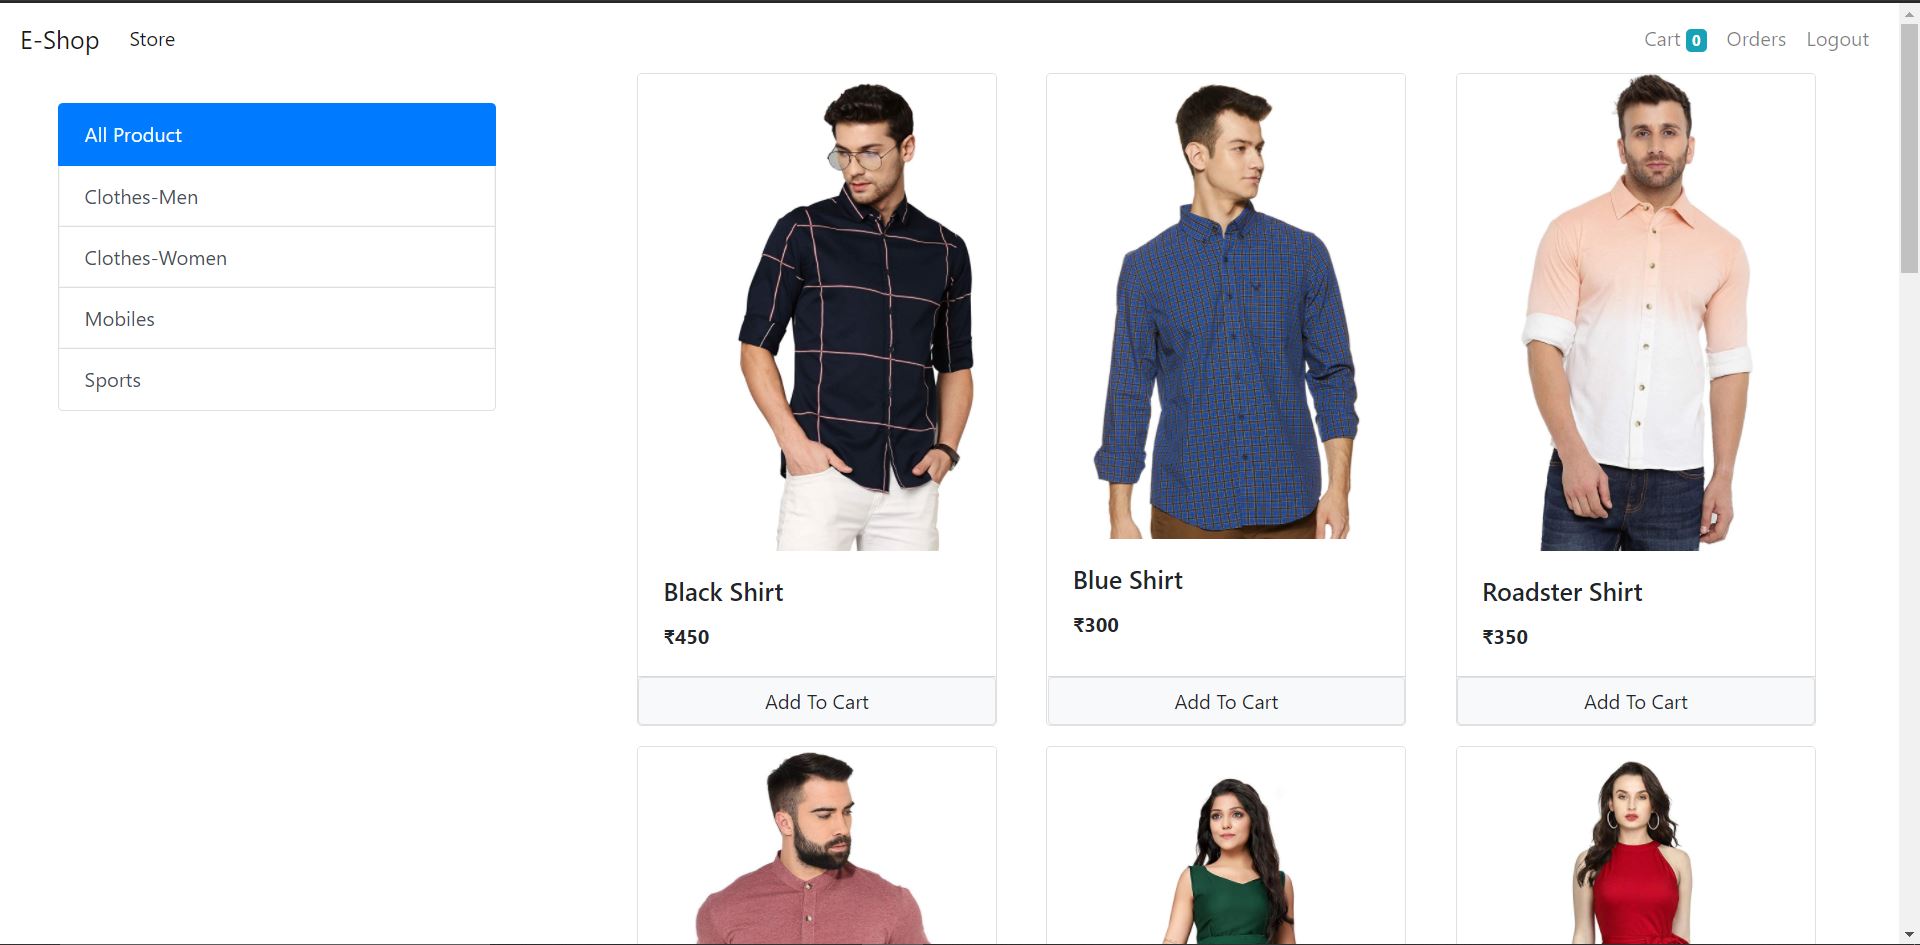 E-Shop Store Cart 0 Orders Logout
All Product
Clothes-Men
Clothes-Women
Mobiles
Sports
Black Shirt
₹450
Add To Cart
Blue Shirt
₹300
Add To Cart
Roadster Shirt
₹350
Add To Cart